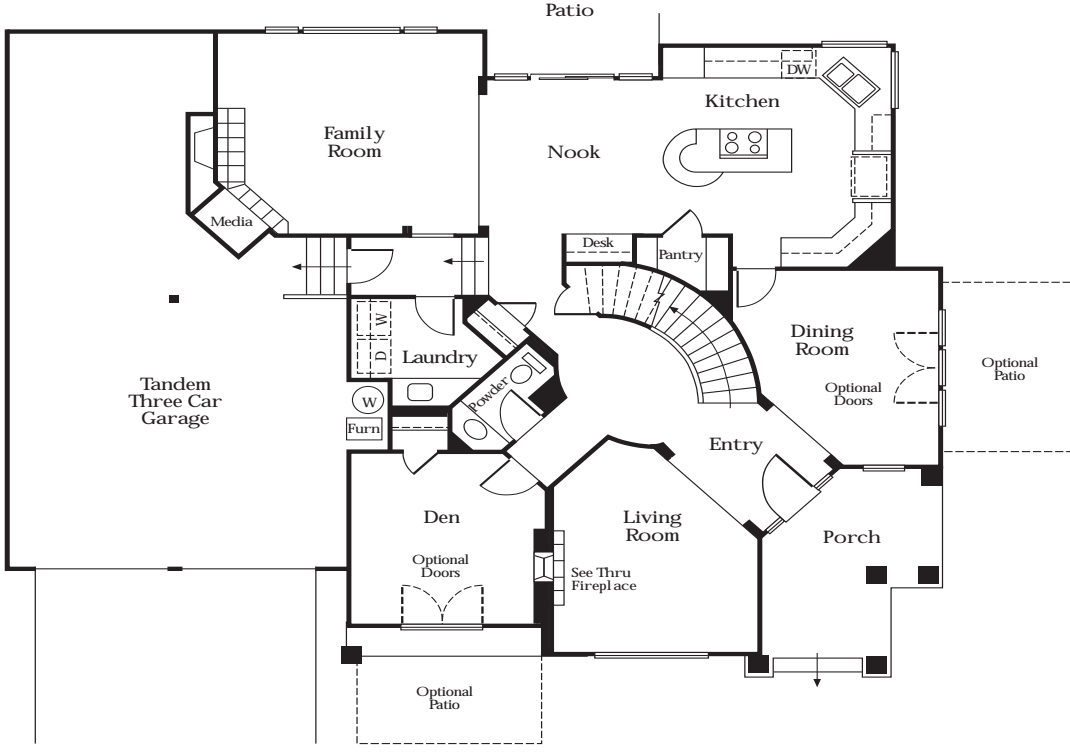 Patio
DW
Kitchen
Family
Room
Nook
Media
Desk
Pantry
W
D
Laundry
Dining
Room
Optional
Doors
Optional
Patio
Tandem
Three Car
Garage
W
Furn
Powder
Entry
Den
Optional
Doors
Living
Room
See Thru
Fireplace
Porch
Optional
Patio